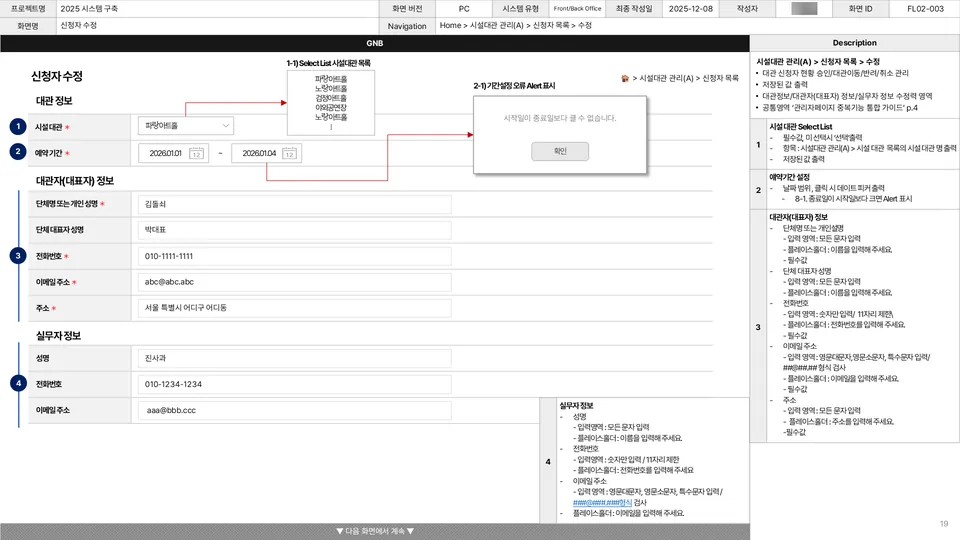 프로젝트명 2025 시스템 구축 화면 버전 PC 시스템 유형 Front/Back Office 최종 작성일 2025-12-08 작성자 화면 ID FL02-003
화면명 신청자 수정 Navigation Home > 시설대관 관리(A) > 신청자 목록 > 수정
GNB
Description
신청자 수정
> 시설대관 관리(A) > 신청자 목록
대관 정보
1-1) Select List 시설대관 목록
파랑아트홀
노랑아트홀
검정아트홀
야외공연장
노랑아트홀
|
2-1) 기간설정 오류 Alert 표시
시작일이 종료일보다 클 수 없습니다.
확인
1 시설 대관 * 파랑아트홀
2 예약 기간 * 2026.01.01 12 ~ 2026.01.04 12
대관자(대표자) 정보
3
단체명 또는 개인 성명 * 김돌쇠
단체 대표자 성명 박대표
전화번호 * 010-1111-1111
이메일 주소 * abc@abc.abc
주소 * 서울 특별시 어디구 어디동
실무자 정보
4
성명 진사과
전화번호 010-1234-1234
이메일 주소 aaa@bbb.ccc
▼ 다음 화면에서 계속 ▼
4
실무자 정보
- 성명
- 입력영역 : 모든 문자 입력
- 플레이스홀더 : 이름을 입력해 주세요.
- 전화번호
- 입력영역 : 숫자만 입력 / 11자리 제한
- 플레이스홀더 : 전화번호를 입력해 주세요
- 이메일 주소
- 입력 영역 : 영문대문자, 영문소문자, 특수문자 입력 /
###@###.###형식 검사
- 플레이스홀더 : 이메일을 입력해 주세요.
시설대관 관리(A) > 신청자 목록 > 수정
• 대관 신청자 현황 승인/대관이동/반려/취소 관리
• 저장된 값 출력
• 대관정보/대관자(대표자) 정보/실무자 정보 수정력 영역
• 공통영역 '관리자페이지 중복기능 통합 가이드' p.4
1
시설 대관 Select List
- 필수값, 미 선택시 '선택'출력
- 항목 : 시설대관 관리(A) > 시설 대관 목록의 시설 대관 명 출력
- 저장된 값 출력
2
예약기간 설정
- 날짜 범위, 클릭 시 데이트 피커 출력
- 8-1. 종료일이 시작일보다 크면 Alert 표시
3
대관자(대표자) 정보
- 단체명 또는 개인설명
- 입력 영역 : 모든 문자 입력
- 플레이스홀더 : 이름을 입력해 주세요.
- 필수값
- 단체 대표자 성명
- 입력 영역 : 모든 문자 입력
- 플레이스홀더 : 이름을 입력해 주세요.
- 전화번호
- 입력 영역 : 숫자만 입력/ 11자리 제한\
- 플레이스홀더 : 전화번호를 입력해 주세요.
- 필수값
- 이메일 주소
- 입력 영역 : 영문대문자,영문소문자, 특수문자 입력/
##@##.## 형식 검사
- 플레이스홀더 : 이메일을 입력해 주세요.
- 필수값
- 주소
- 입력 영역 : 모든 문자 입력
- 플레이스홀더 : 주소를 입력해 주세요.
-필수값
19